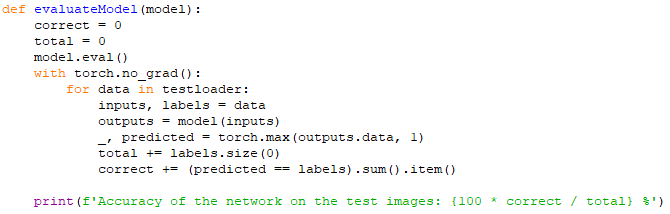 def evaluateModel(model):
    correct = 0
    total = 0
    model.eval()
    with torch.no_grad():
        for data in testloader:
            inputs, labels = data
            outputs = model(inputs)
            _, predicted = torch.max(outputs.data, 1)
            total += labels.size(0)
            correct += (predicted == labels).sum().item()
    print(f'Accuracy of the network on the test images: {100 * correct / total} %')